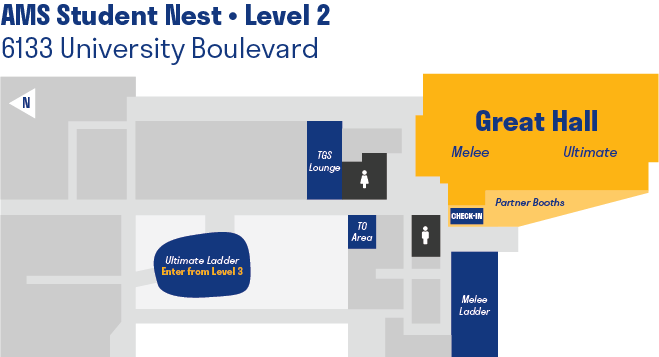 AMS Student Nest • Level 2
6133 University Boulevard
N
Great Hall
Melee
Ultimate
TGS
Lounge
Partner Booths
CHECK-IN
TO
Area
Ultimate Ladder
Enter from Level 3
Melee
Ladder